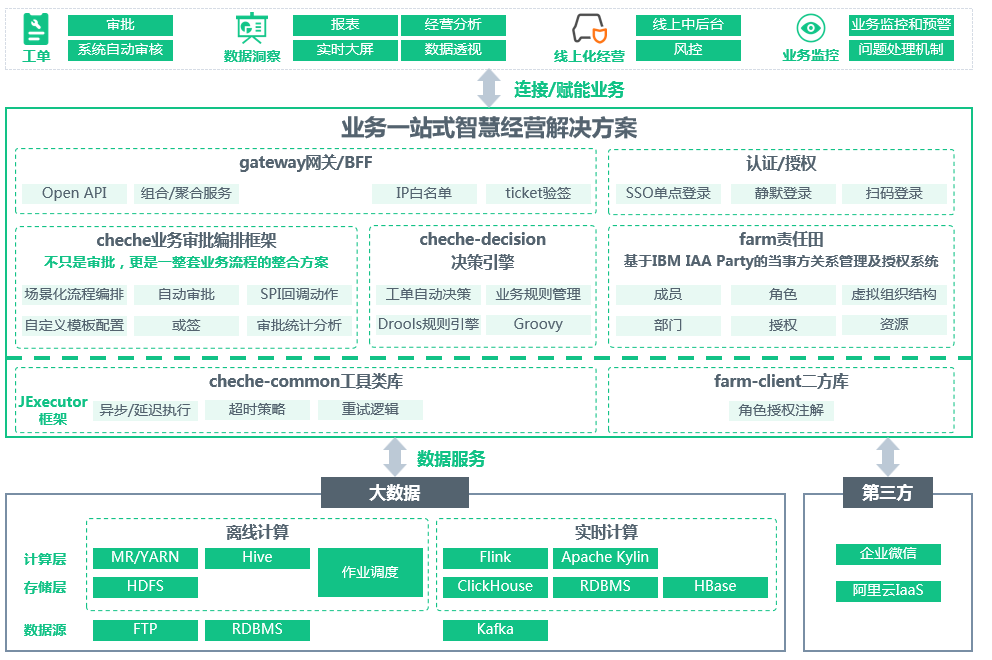 工单
审批
系统自动审核
数据洞察
报表
经营分析
实时大屏
数据透视
线上化经营
线上中后台
风控
业务监控
业务监控和预警
问题处理机制
连接/赋能业务
业务一站式智慧经营解决方案
gateway网关/BFF
Open API
组合/聚合服务
IP白名单
ticket验签
认证/授权
SSO单点登录
静默登录
扫码登录
cheche业务审批编排框架
不只是审批，更是一整套业务流程的整合方案
场景化流程编排
自动审批
SPI回调动作
自定义模板配置
或签
审批统计分析
cheche-decision
决策引擎
工单自动决策
业务规则管理
Drools规则引擎
Groovy
farm责任田
基于IBM IAA Party的当事方关系管理及授权系统
成员
角色
虚拟组织结构
部门
授权
资源
cheche-common工具类库
JExecutor
框架
异步/延迟执行
超时策略
重试逻辑
farm-client二方库
角色授权注解
数据服务
大数据
离线计算
实时计算
计算层
MR/YARN
Hive
作业调度
Flink
Apache Kylin
存储层
HDFS
ClickHouse
RDBMS
HBase
数据源
FTP
RDBMS
Kafka
第三方
企业微信
阿里云IaaS